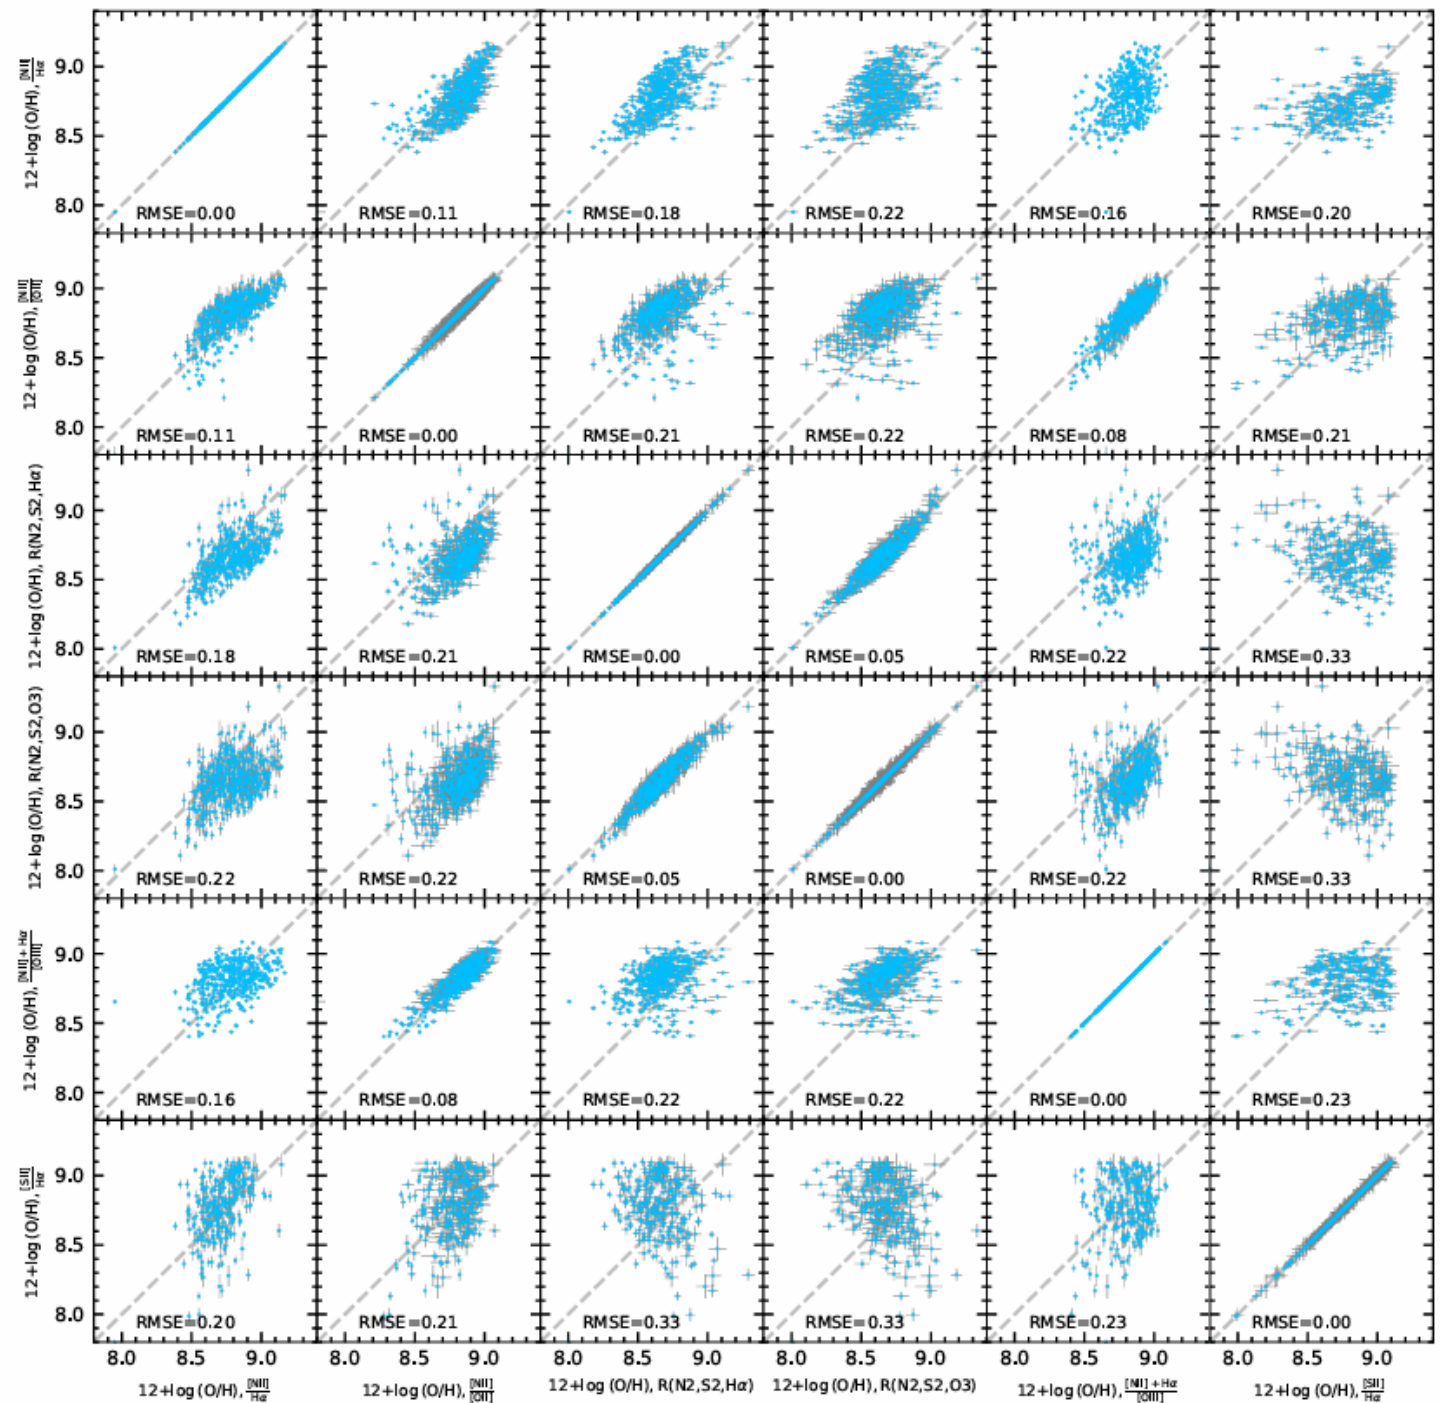 12+log (O/H), [NII]/Hα
9.0
8.5
8.0
RMSE=0.00
RMSE=0.11
RMSE=0.18
RMSE=0.22
RMSE=0.16
RMSE=0.20
12+log (O/H), [NII]/[OII]
9.0
8.5
8.0
RMSE=0.11
RMSE=0.00
RMSE=0.21
RMSE=0.22
RMSE=0.08
RMSE=0.21
12+log (O/H), R(N2,S2,Hα)
9.0
8.5
8.0
RMSE=0.18
RMSE=0.21
RMSE=0.00
RMSE=0.05
RMSE=0.22
RMSE=0.33
12+log (O/H), R(N2,S2,O3)
9.0
8.5
8.0
RMSE=0.22
RMSE=0.22
RMSE=0.05
RMSE=0.00
RMSE=0.22
RMSE=0.33
12+log (O/H), [NII]+Hα/[OIII]
9.0
8.5
8.0
RMSE=0.16
RMSE=0.08
RMSE=0.22
RMSE=0.22
RMSE=0.00
RMSE=0.23
12+log (O/H), [SII]/Hα
9.0
8.5
8.0
RMSE=0.20
RMSE=0.21
RMSE=0.33
RMSE=0.33
RMSE=0.23
RMSE=0.00
8.0 8.5 9.0 8.0 8.5 9.0 8.0 8.5 9.0 8.0 8.5 9.0 8.0 8.5 9.0 8.0 8.5 9.0
12+log (O/H), [NII]/Hα
12+log (O/H), [NII]/[OII]
12+log (O/H), R(N2,S2,Hα)
12+log (O/H), R(N2,S2,O3)
12+log (O/H), [NII]+Hα/[OIII]
12+log (O/H), [SII]/Hα